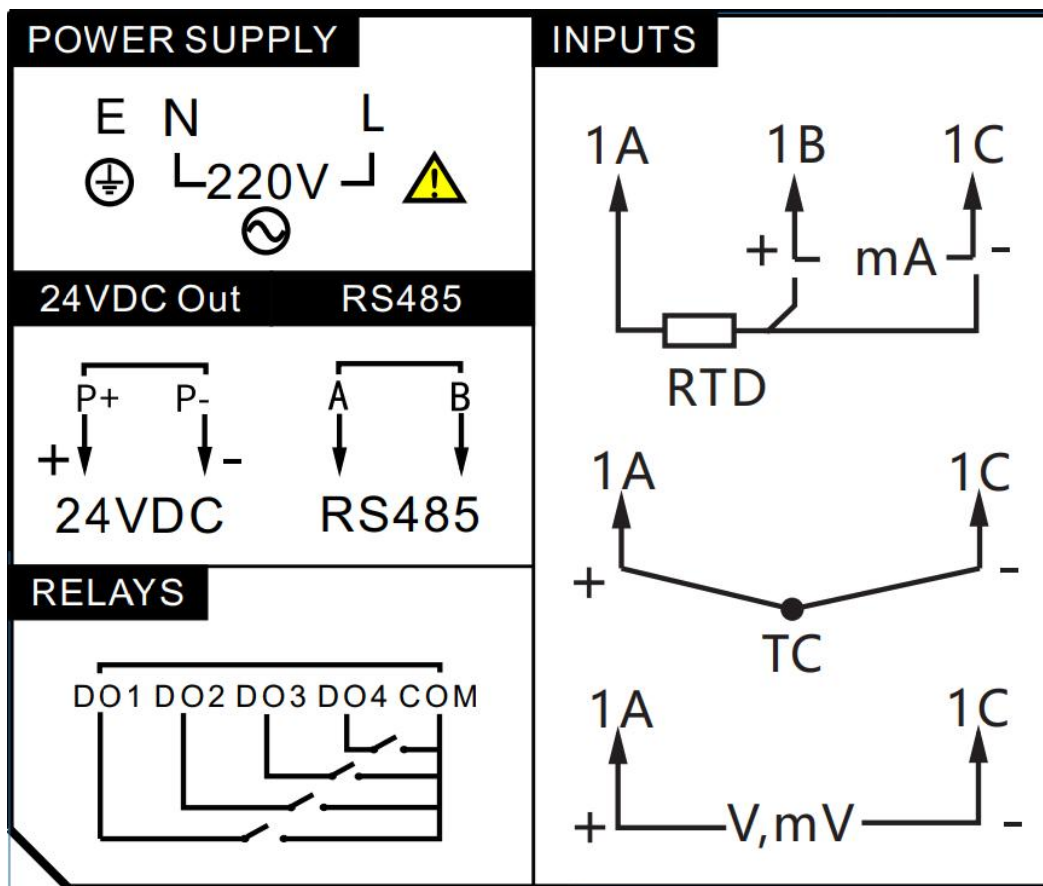 POWER SUPPLY
E N L
220V
24VDC Out
RS485
P+ P-
+ -
24VDC
A B
RS485
RELAYS
DO1 DO2 DO3 DO4 COM
INPUTS
1A 1B 1C
+ mA -
RTD
1A 1C
+ -
TC
1A 1C
+ V,mV -